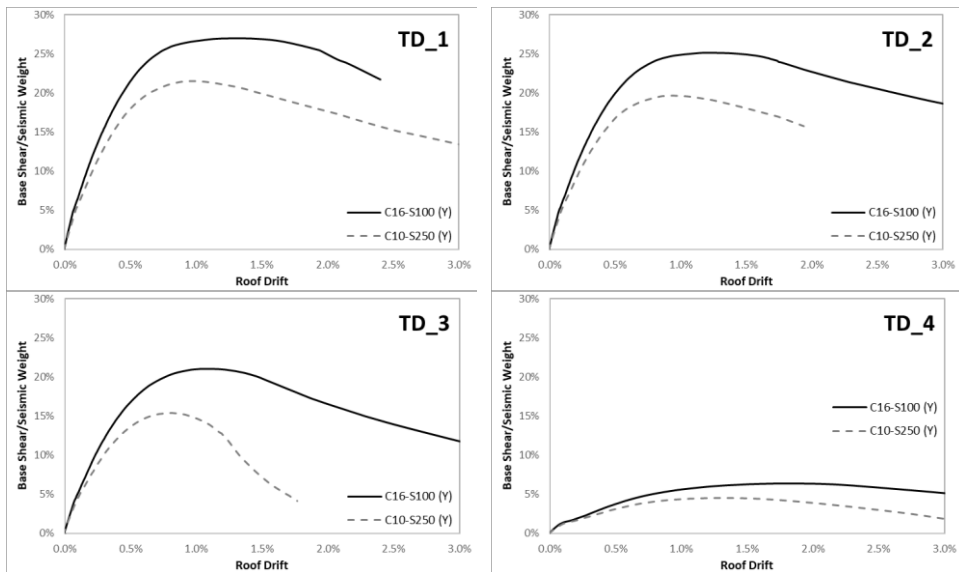 TD_1
30%
25%
20%
15%
10%
5%
0%
Base Shear/Seismic Weight
C16-S100 (Y)
C10-S250 (Y)
0.0% 0.5% 1.0% 1.5% 2.0% 2.5% 3.0%
Roof Drift
TD_2
30%
25%
20%
15%
10%
5%
0%
Base Shear/Seismic Weight
C16-S100 (Y)
C10-S250 (Y)
0.0% 0.5% 1.0% 1.5% 2.0% 2.5% 3.0%
Roof Drift
TD_3
30%
25%
20%
15%
10%
5%
0%
Base Shear/Seismic Weight
C16-S100 (Y)
C10-S250 (Y)
0.0% 0.5% 1.0% 1.5% 2.0% 2.5% 3.0%
Roof Drift
TD_4
30%
25%
20%
15%
10%
5%
0%
Base Shear/Seismic Weight
C16-S100 (Y)
C10-S250 (Y)
0.0% 0.5% 1.0% 1.5% 2.0% 2.5% 3.0%
Roof Drift